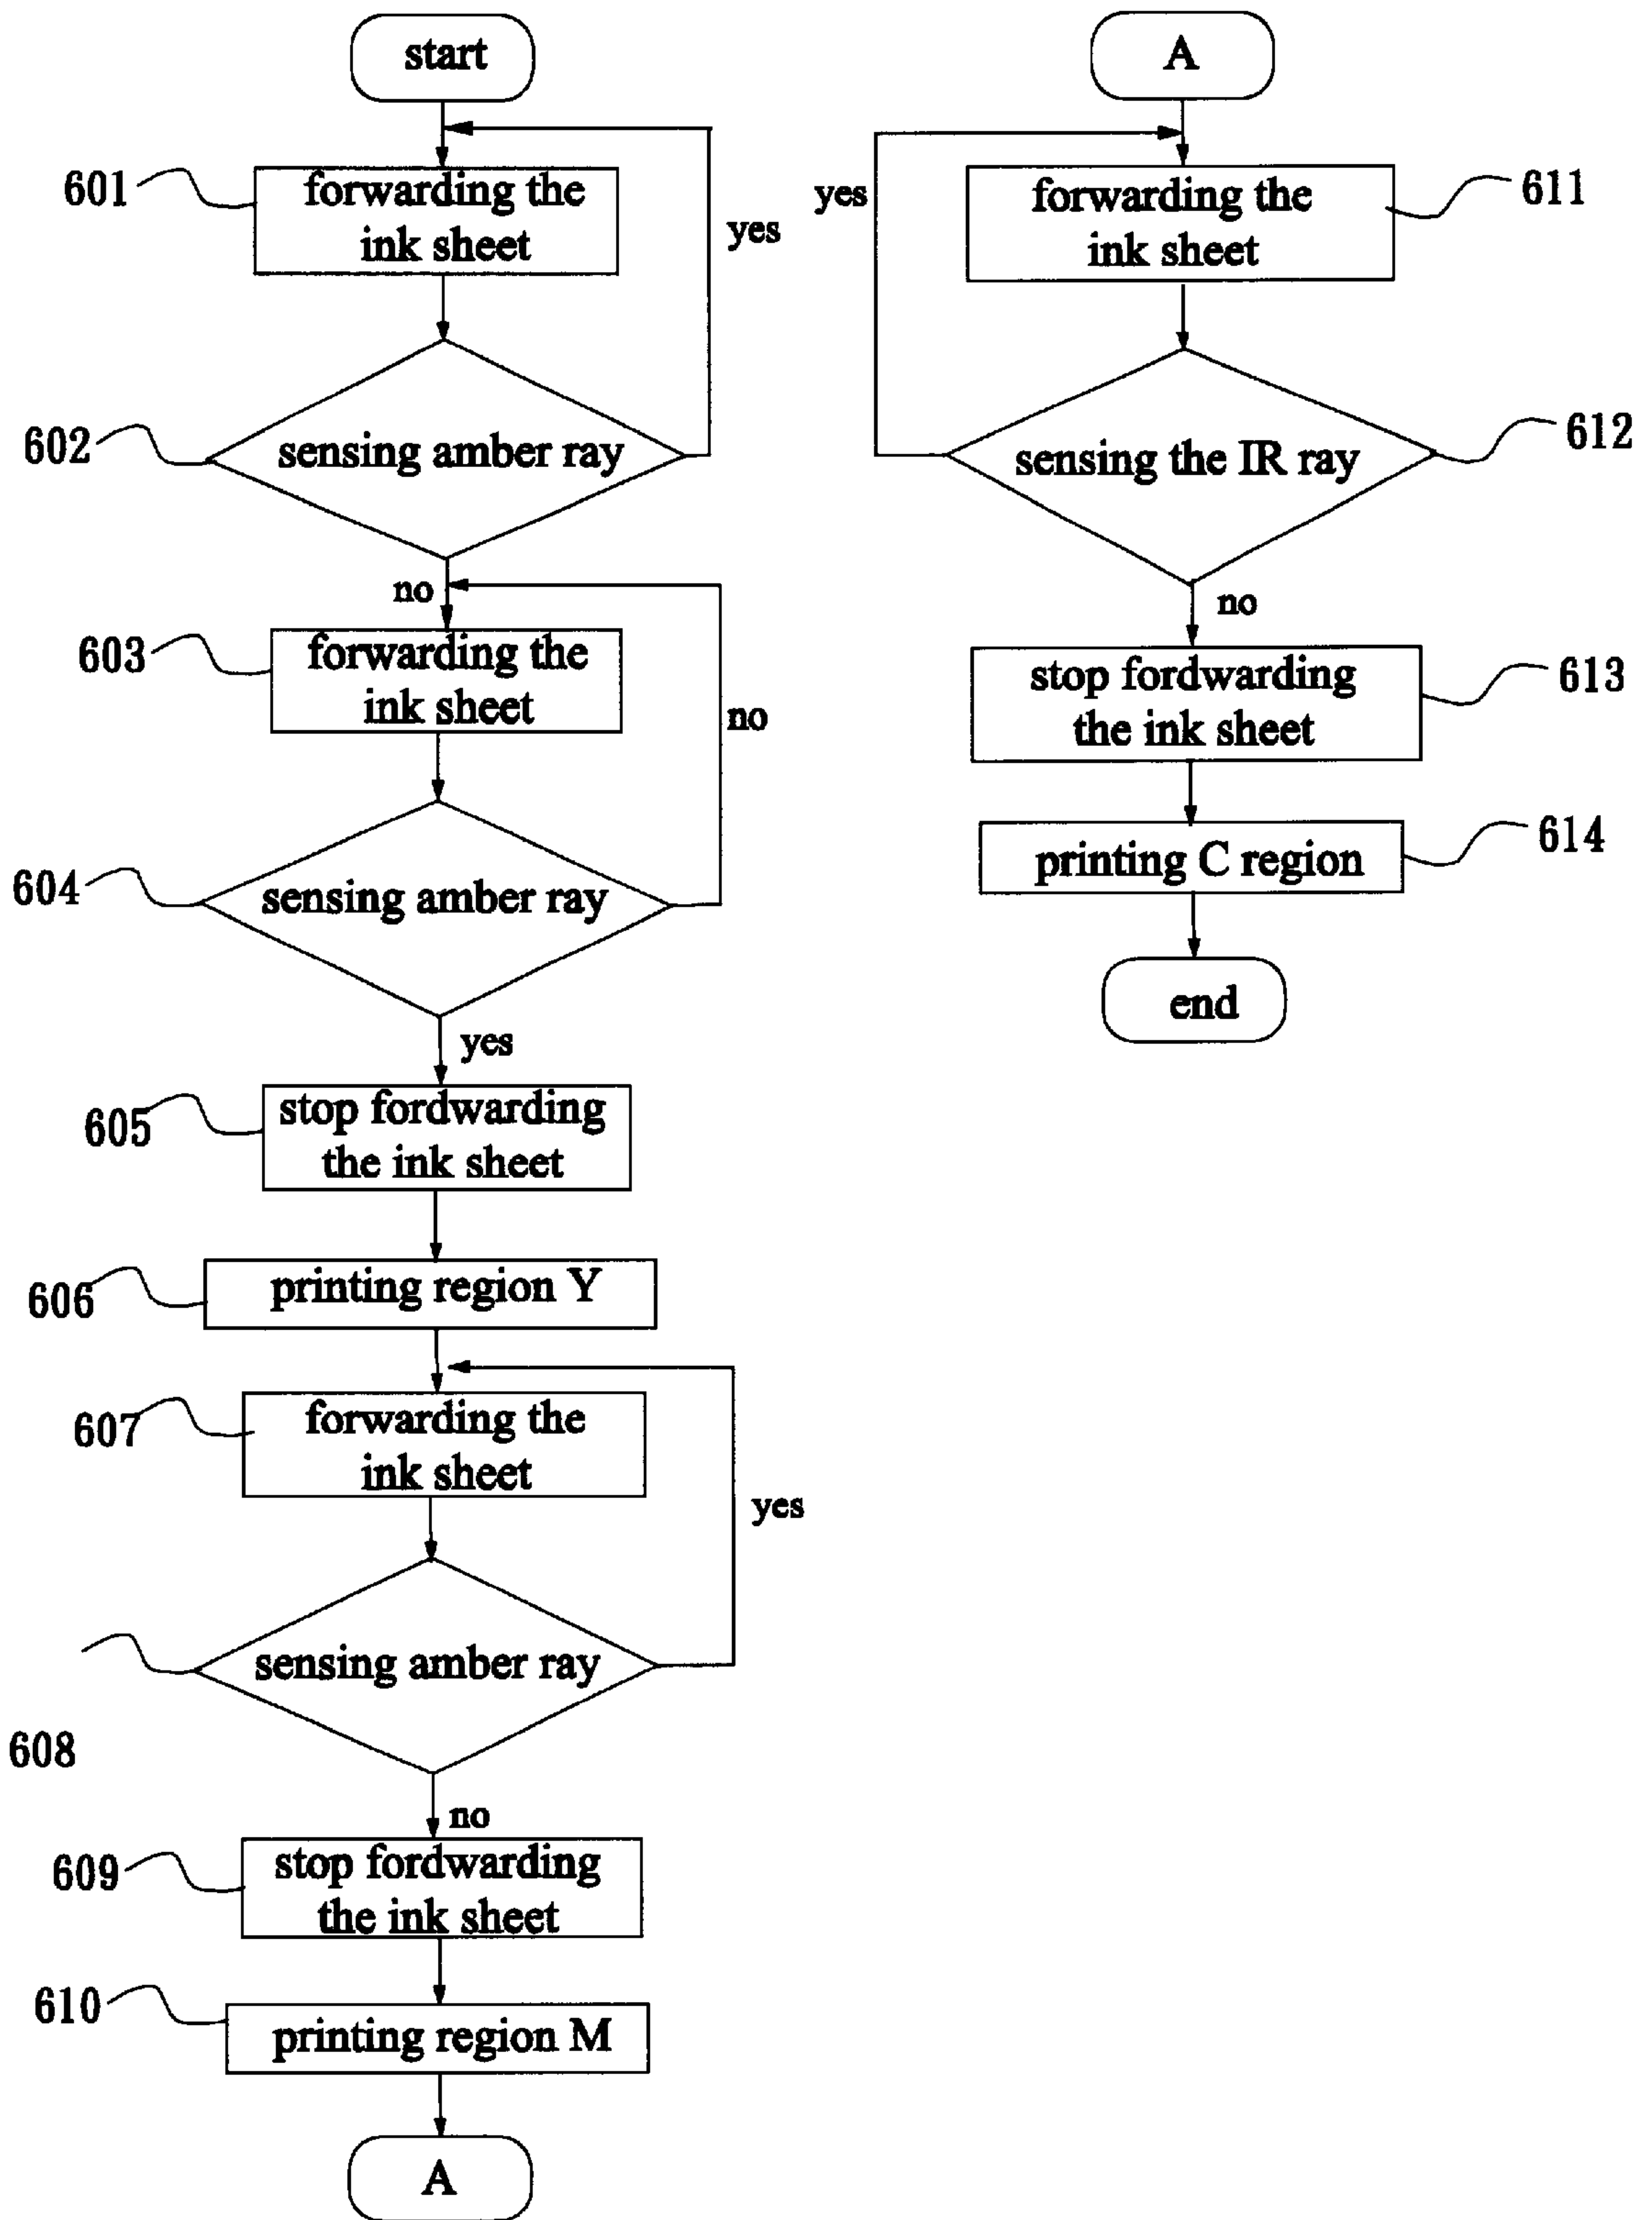 start
601
forwarding the
ink sheet
yes
602
sensing amber ray
no
603
forwarding the
ink sheet
no
604
sensing amber ray
yes
605
stop fordwarding
the ink sheet
606
printing region Y
607
forwarding the
ink sheet
yes
sensing amber ray
608
no
609
stop fordwarding
the ink sheet
610
printing region M
A
A
yes
forwarding the
ink sheet
611
sensing the IR ray
612
no
stop fordwarding
the ink sheet
613
printing C region
614
end